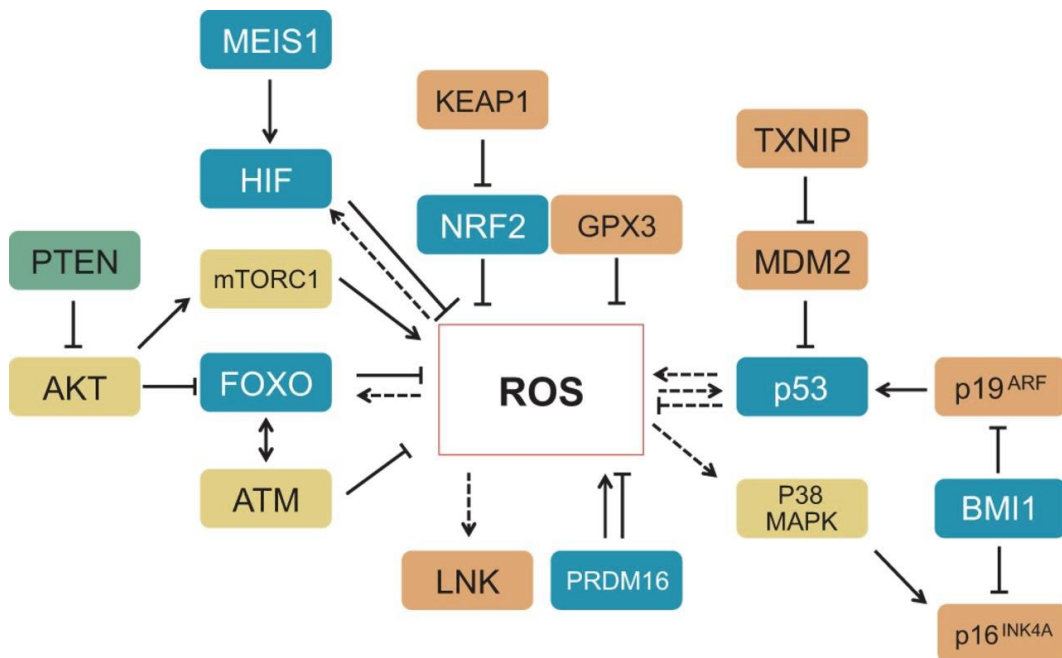 MEIS1
KEAP1
TXNIP
HIF
NRF2
GPX3
PTEN
mTORC1
MDM2
AKT
FOXO
ROS
p53
p19ARF
ATM
P38
MAPK
BMI1
LNK
PRDM16
p16INK4A